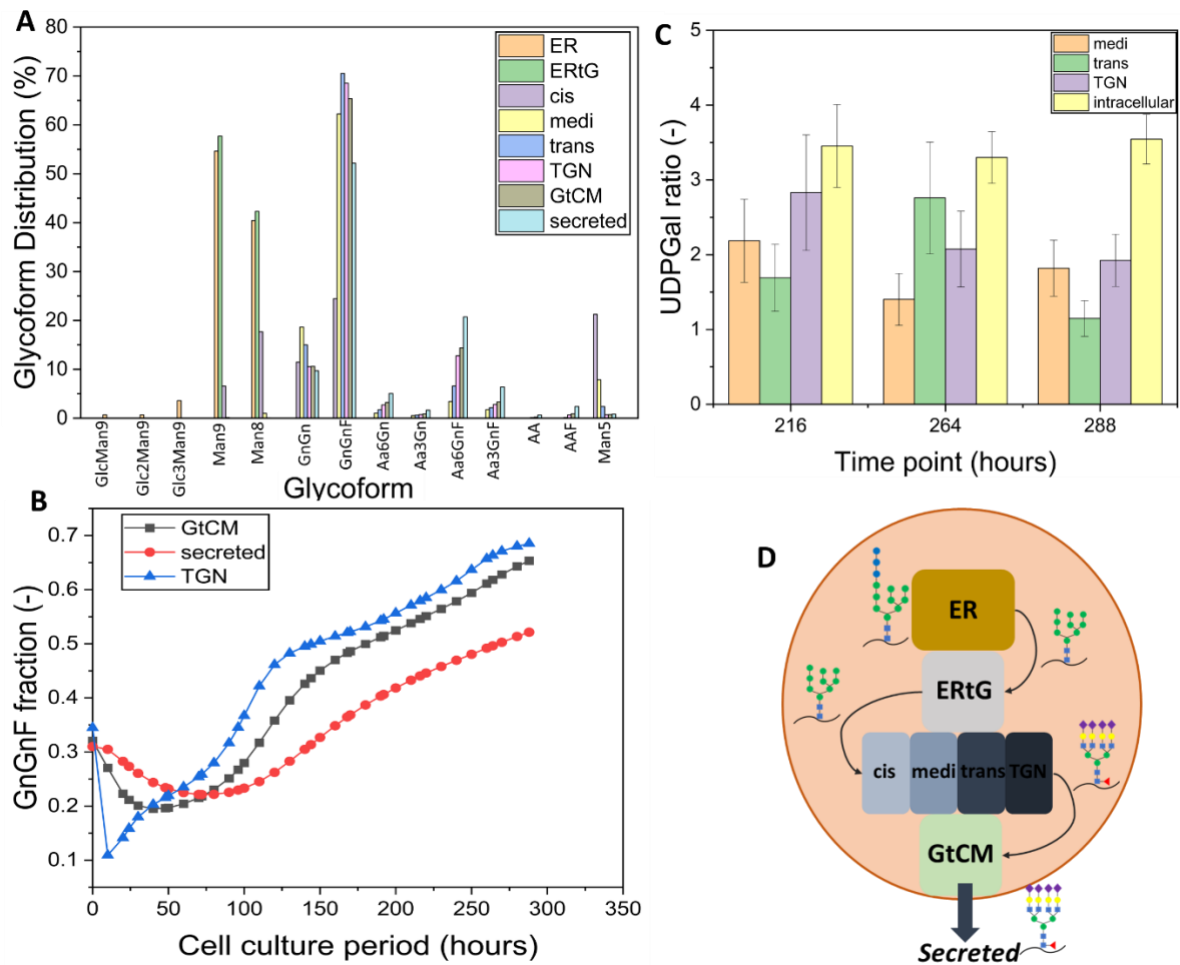 A
Glycoform Distribution (%)
80
70
60
50
40
30
20
10
0
ER
ERtG
cis
medi
trans
TGN
GtCM
secreted
GlcMan9
Glc2Man9
Glc3Man9
Man9
Man8
GnGn
GnGnF
Aa6Gn
Aa3Gn
Aa6GnF
Aa3GnF
AA
AAF
Man5
Glycoform
C
UDPGal ratio (-)
5
4
3
2
1
0
medi
trans
TGN
intracellular
216
264
288
Time point (hours)
B
GnGnF fraction (-)
0.7
0.6
0.5
0.4
0.3
0.2
0.1
GtCM
secreted
TGN
0
50
100
150
200
250
300
350
Cell culture period (hours)
D
ER
ERtG
cis
medi
trans
TGN
GtCM
Secreted